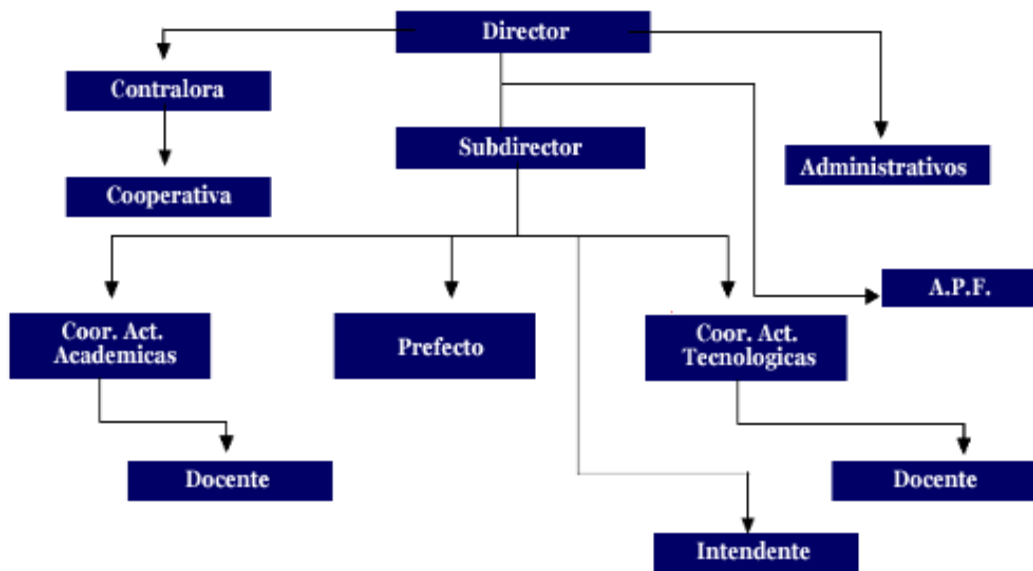 Director
Contralora
Subdirector
Administrativos
Cooperativa
A.P.F.
Coor. Act.
Academicas
Prefecto
Coor. Act.
Tecnologicas
Docente
Docente
Intendente